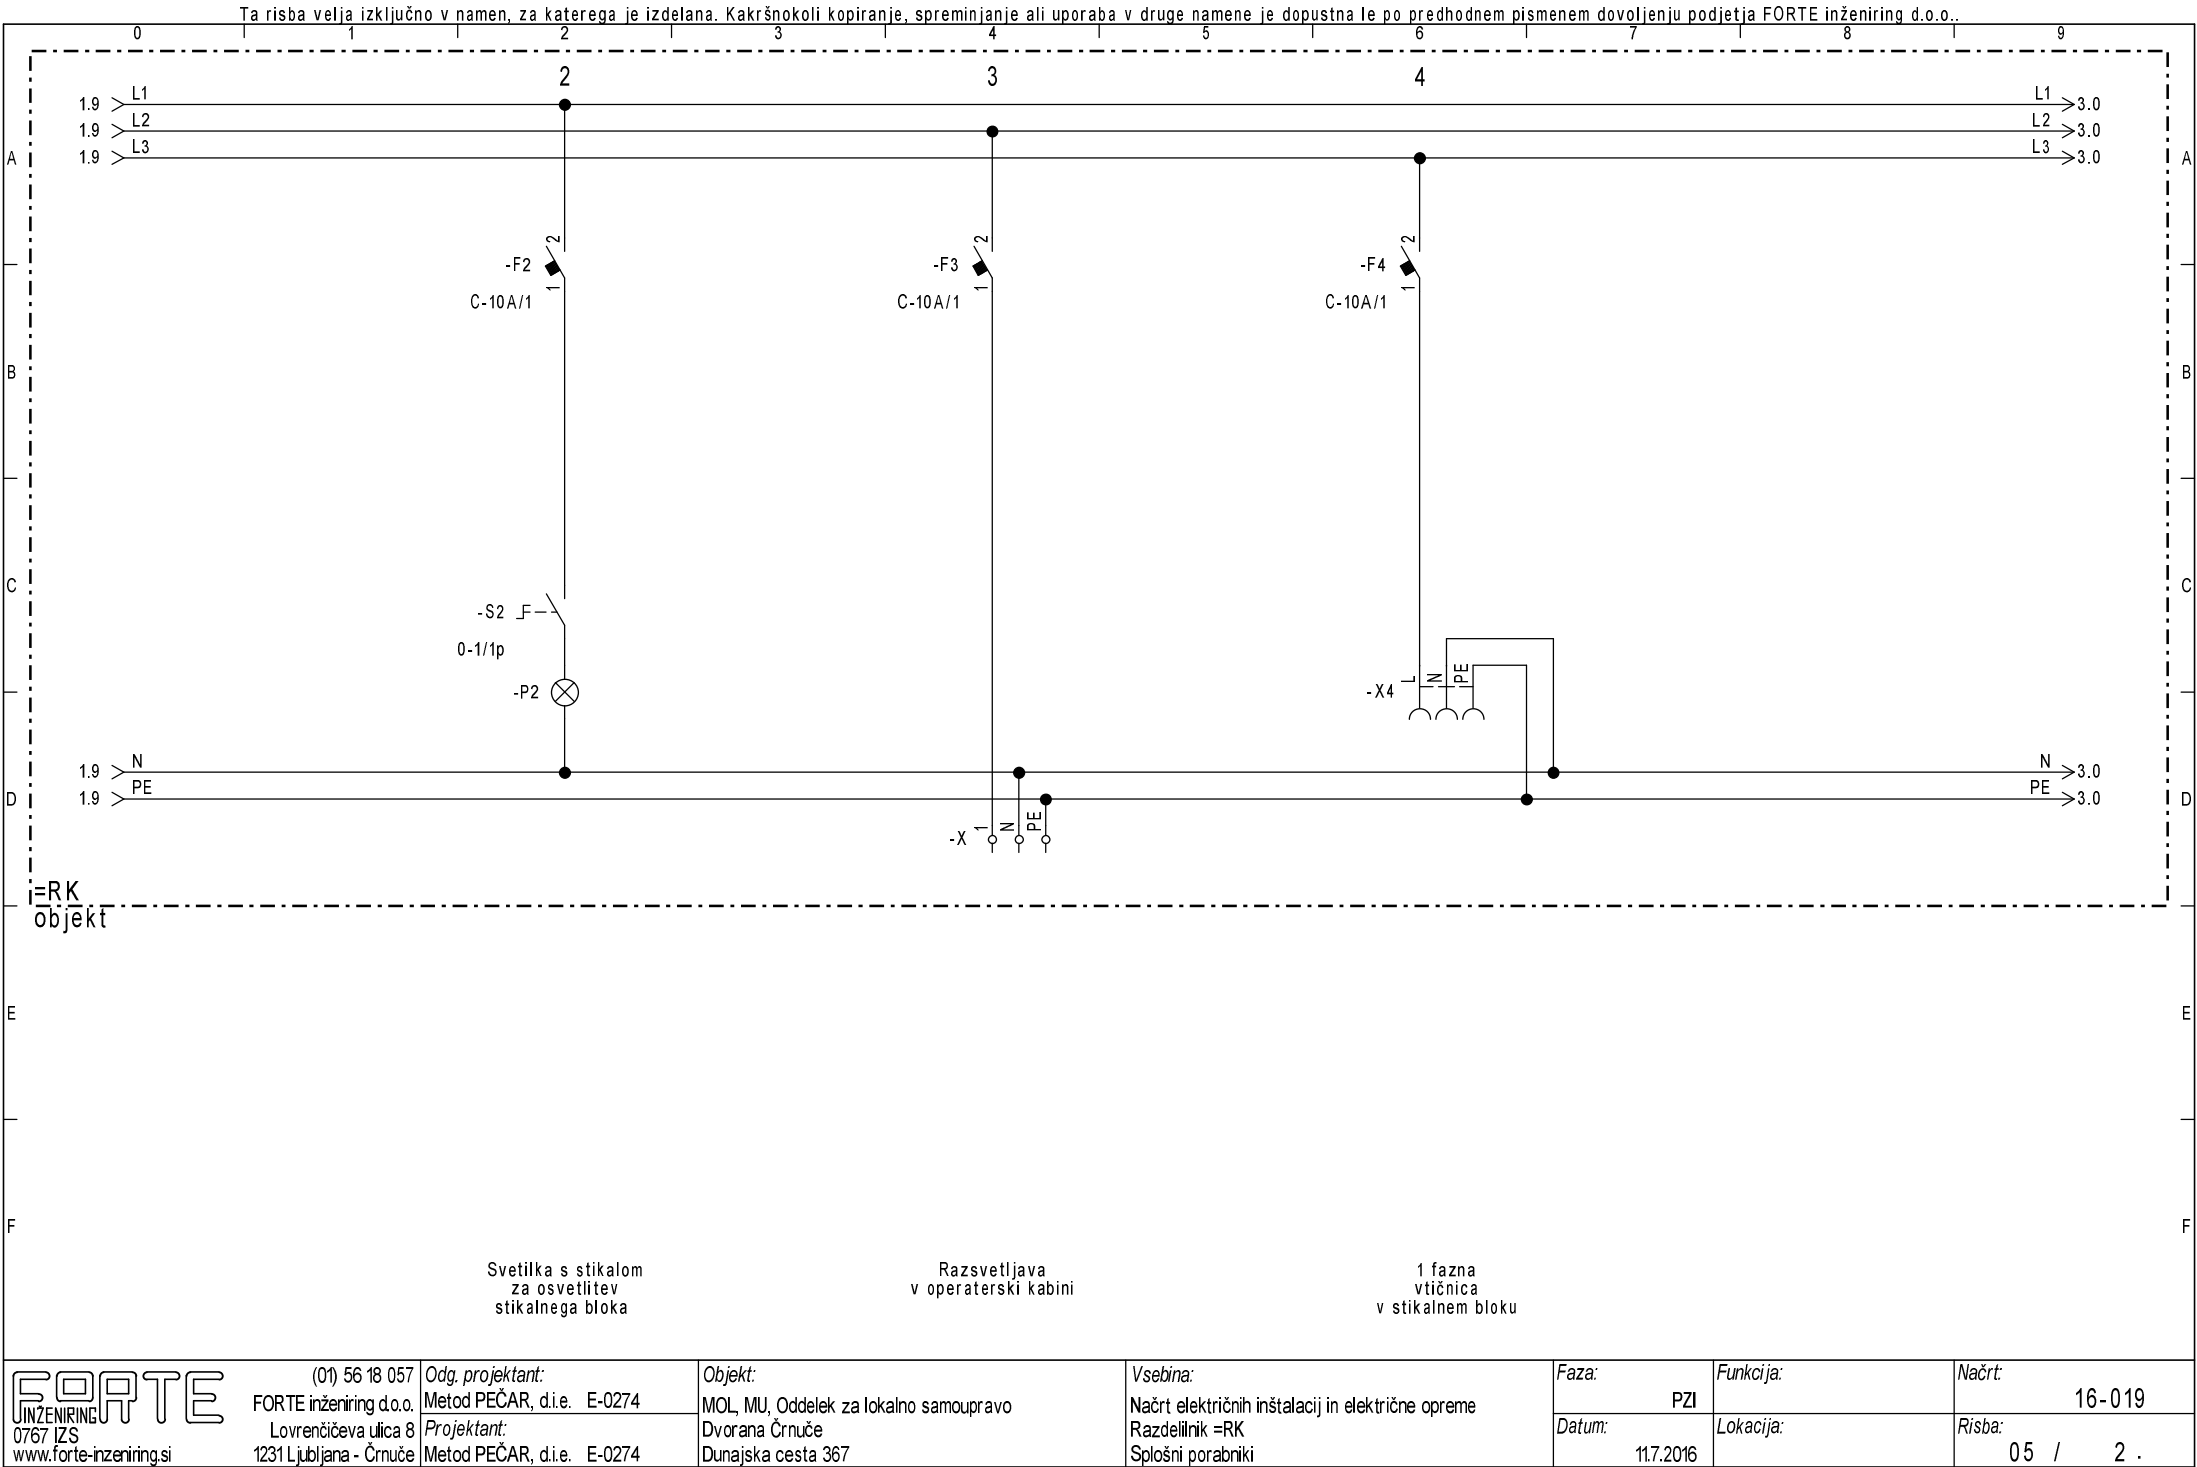 Ta risba velja izključno v namen, za katerega je izdelana. Kakršnokoli kopiranje, spreminjanje ali uporaba v druge namene je dopustna le po predhodnem pismenem dovoljenju podjetja FORTE inženiring d.o.o..
0 1 2 3 4 5 6 7 8 9
2 3 4
1.9 L1 L1 3.0
1.9 L2 L2 3.0
A 1.9 L3 L3 3.0 A
2 2 2
-F2 -F3 -F4
1 1 1
C-10A/1 C-10A/1 C-10A/1
B B
C C
-S2
0-1/1p
-P2 -X4 L N PE
1.9 N N 3.0
D 1.9 PE PE 3.0 D
-X 1 N PE
=RK
objekt
E E
F F
Svetilka s stikalom
za osvetlitev
stikalnega bloka
Razsvetljava
v operaterski kabini
1 fazna
vtičnica
v stikalnem bloku
FORTE
INŽENIRING
0767 IZS
www.forte-inzeniring.si
(01) 56 18 057
FORTE inženiring d.o.o.
Lovrenčičeva ulica 8
1231 Ljubljana - Črnuče
Odg. projektant:
Metod PEČAR, d.i.e. E-0274
Projektant:
Metod PEČAR, d.i.e. E-0274
Objekt:
MOL, MU, Oddelek za lokalno samoupravo
Dvorana Črnuče
Dunajska cesta 367
Vsebina:
Načrt električnih inštalacij in električne opreme
Razdelilnik =RK
Splošni porabniki
Faza:
PZI
Datum:
11.7.2016
Funkcija:
Lokacija:
Načrt:
16-019
Risba:
05 / 2 .